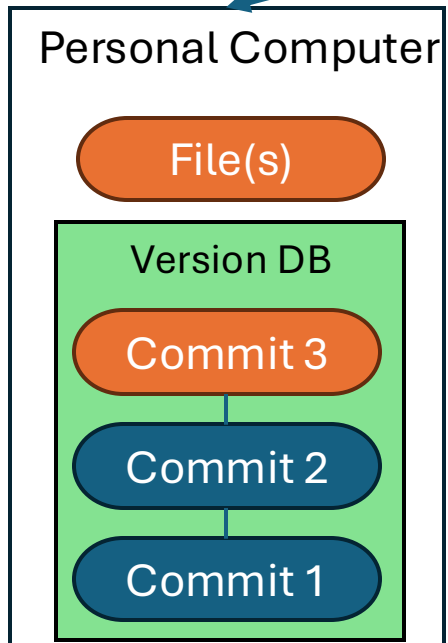 Personal Computer
File(s)
Version DB
Commit 3
Commit 2
Commit 1